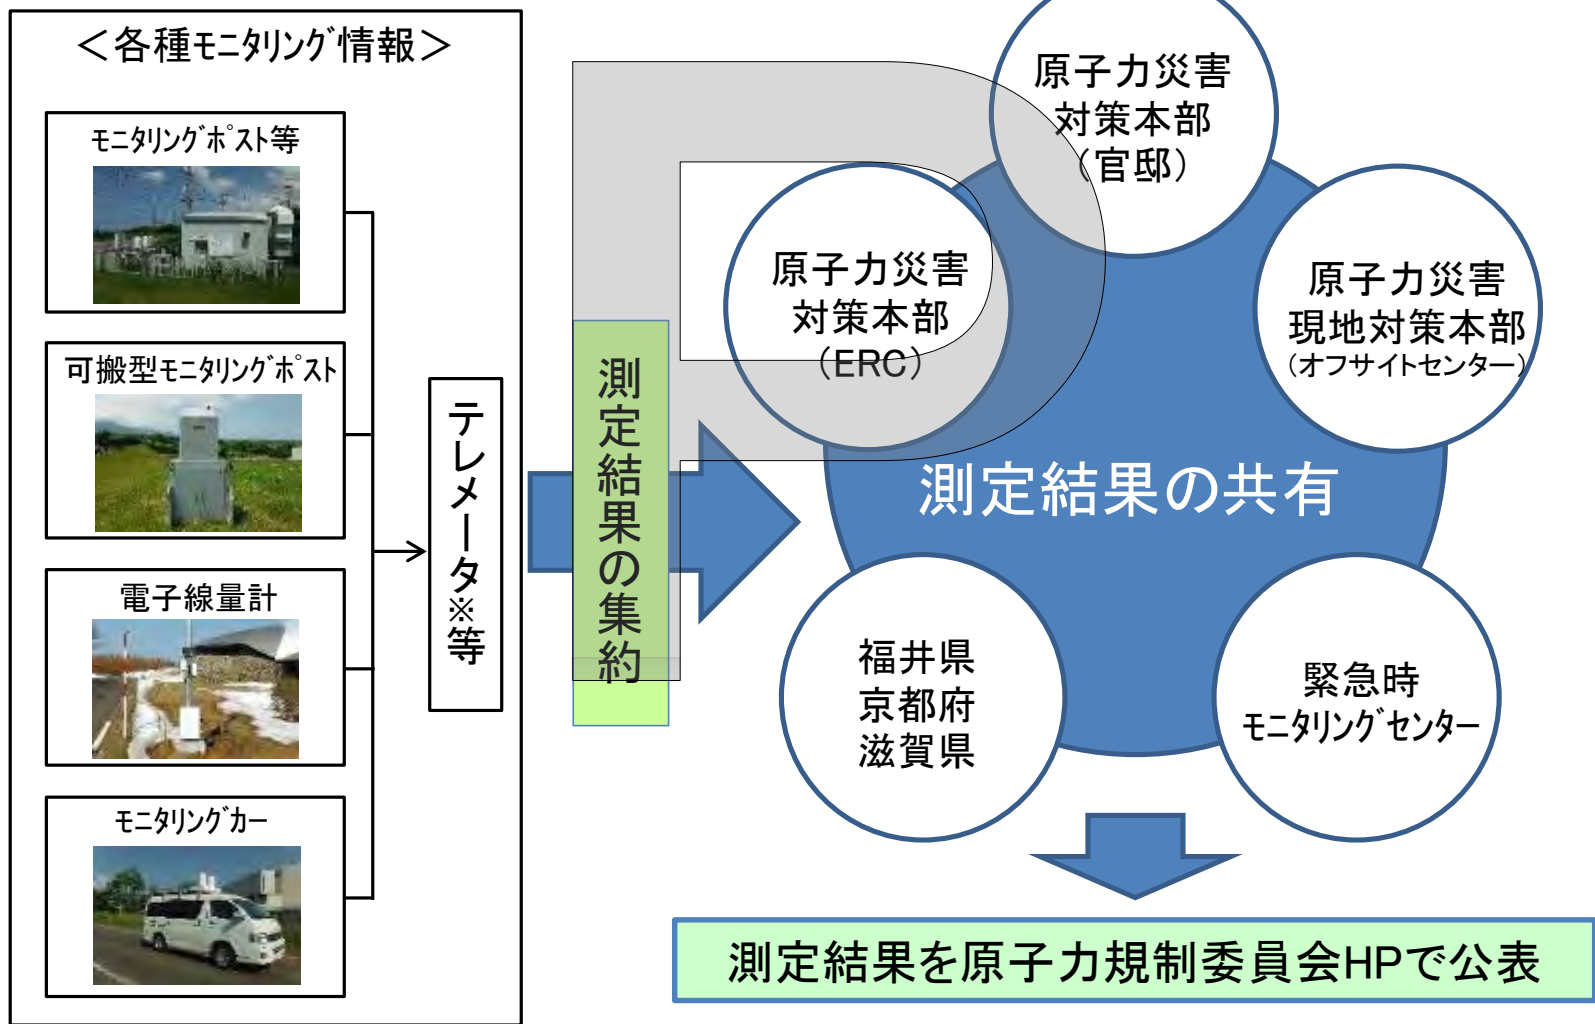 ＜各種モニタリング情報＞
モニタリングポスト等
可搬型モニタリングポスト
電子線量計
モニタリングカー
テレメータ※等
測定結果の集約
原子力災害
対策本部
（官邸）
原子力災害
対策本部
（ERC）
原子力災害
現地対策本部
（オフサイトセンター）
測定結果の共有
福井県
京都府
滋賀県
緊急時
モニタリングセンター
測定結果を原子力規制委員会HPで公表